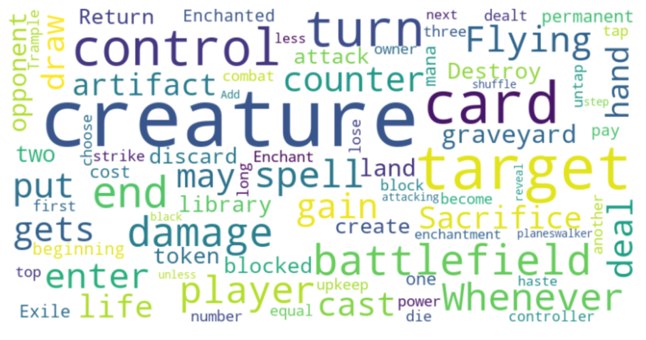 Return Enchanted
less
turn
next dealt permanent
three
tap
Trample
opponent
draw
control
owner
Flying
attack
artifact
combat
Add
counter
mana
Destroy
shuffle
untap
step
hand
creature
card
choose
lose
graveyard
pay
two
strike
discard
Enchant
long
cost
may
spell
land
target
block
attacking
become
reveal
another
put
end
library
gain
Sacrifice
first
black
gets
damage
create
enchantment
planeswalker
deal
beginning
token
blocked
battlefield
top
enter
unless
player
upkeep
one
haste
Whenever
Exile
life
number
equal
cast
power
die
controller